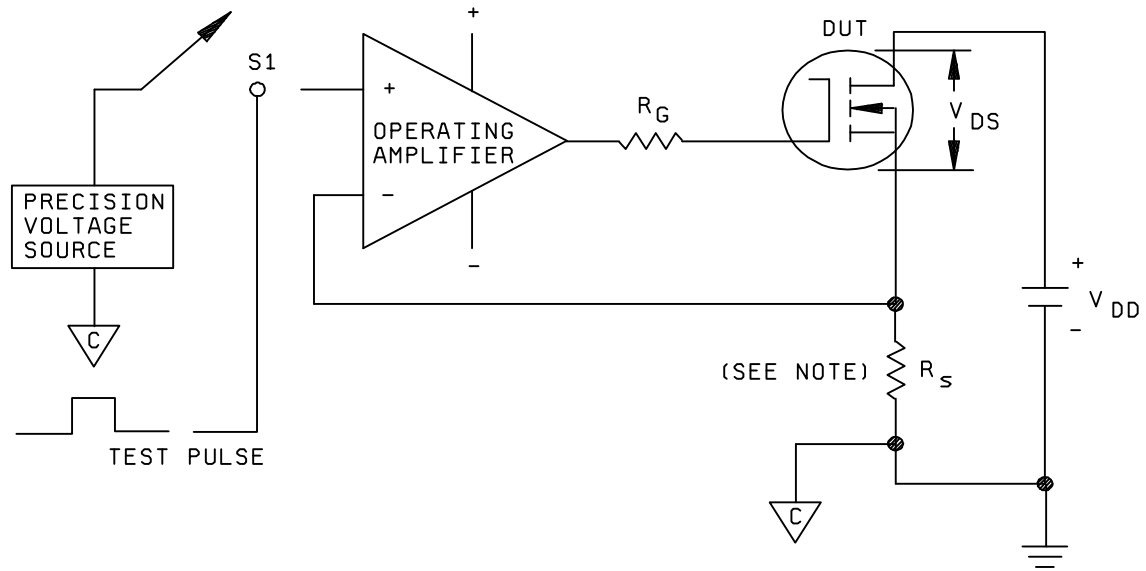 +
DUT
S1
+
OPERATING
AMPLIFIER
-
-
R G
V DS
PRECISION
VOLTAGE
SOURCE
C
TEST PULSE
+
V DD
-
(SEE NOTE) R s
C